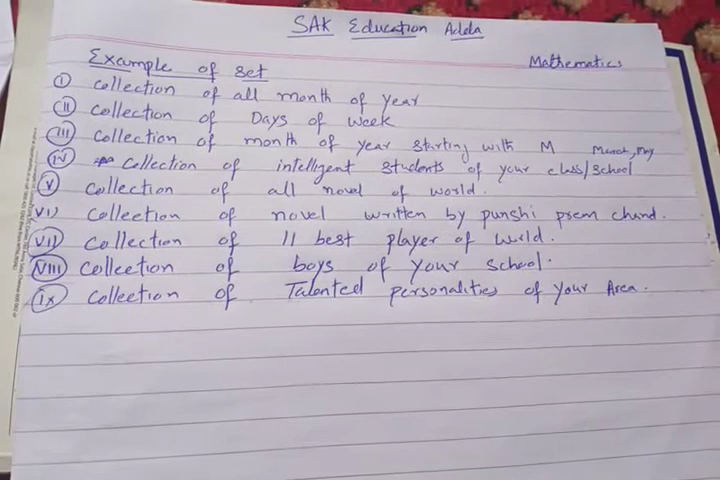 SAK Education Adda
Mathematics
Example of set
i) collection of all month of year
ii) collection of Days of week
iii) collection of month of year starting with M March, May
iv) collection of intelligent students of your class/school
v) collection of all novel of world.
vi) collection of novel written by punshi prem chand.
vii) collection of 11 best player of world.
viii) collection of boys of your school.
ix) collection of Talented personalities of your Area.